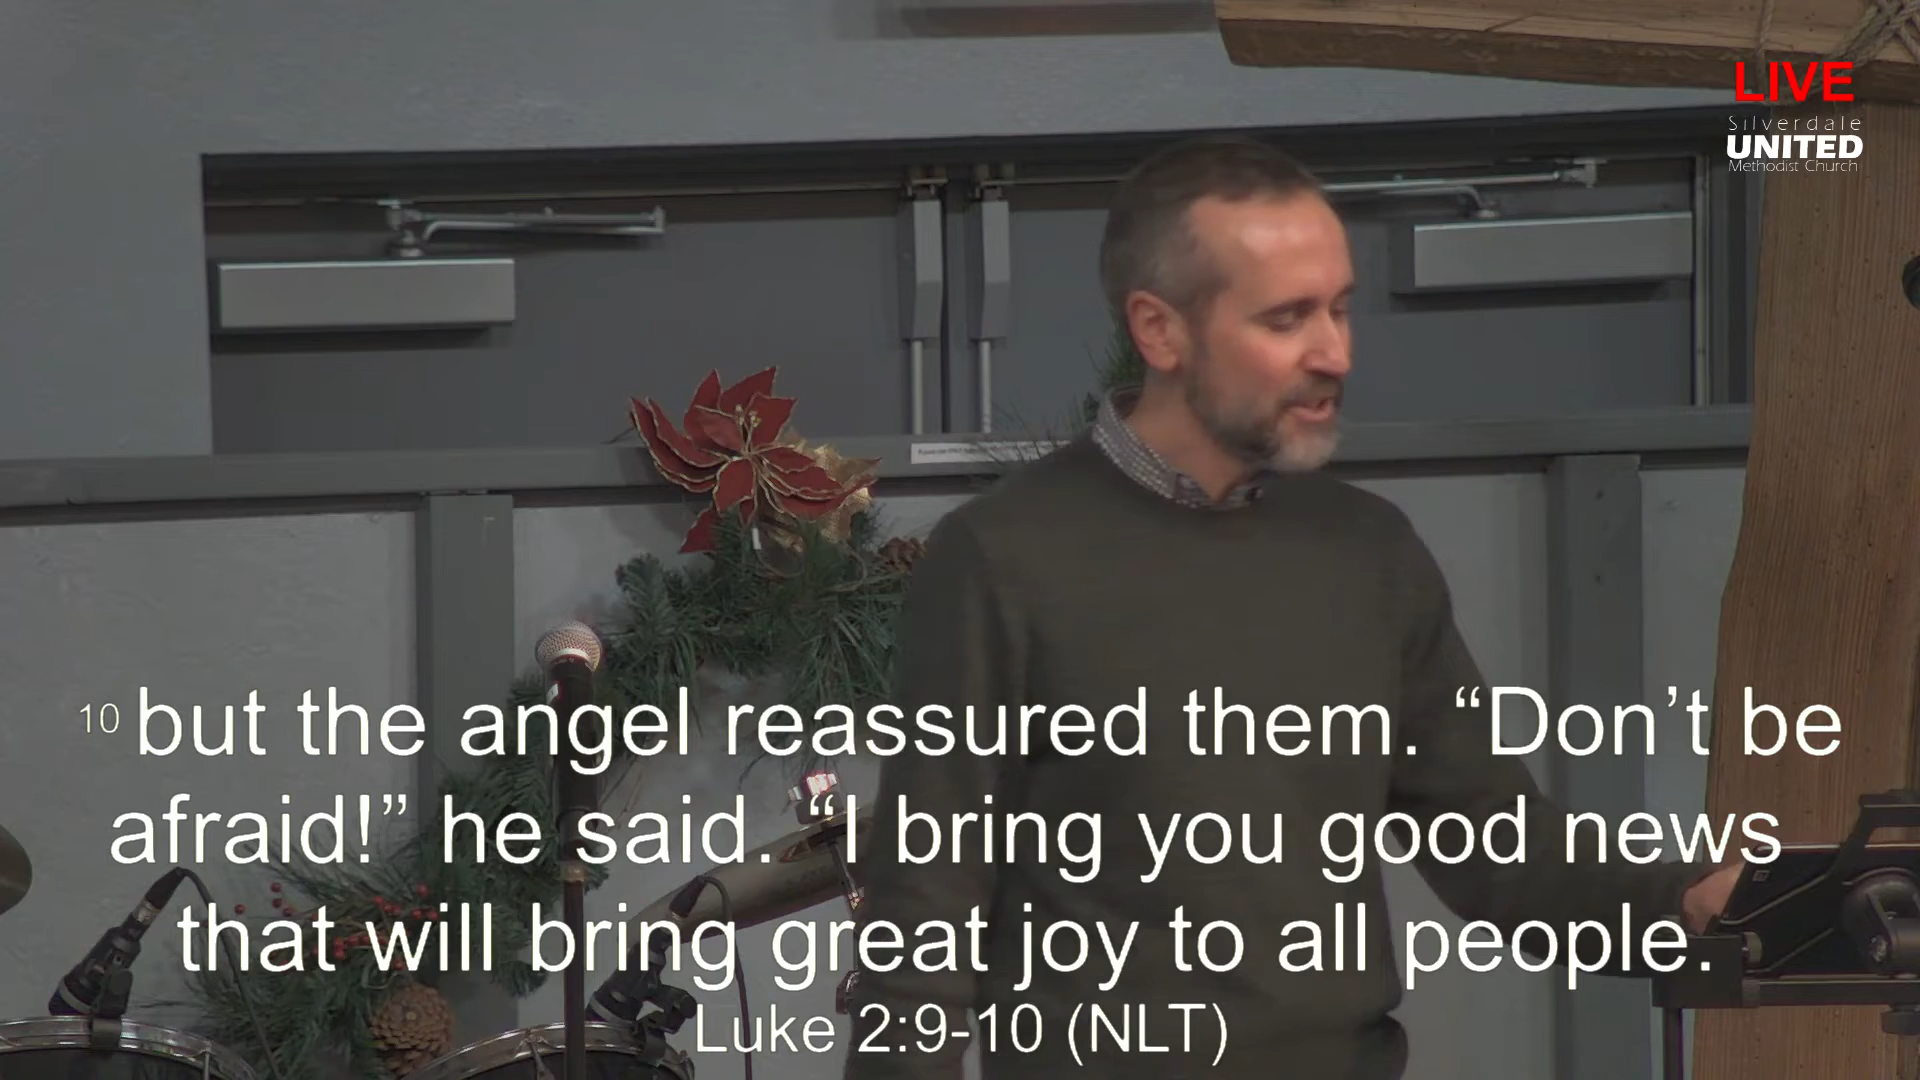 LIVE
Silverdale
UNITED
Methodist Church
10 but the angel reassured them. “Don’t be
afraid!” he said. “I bring you good news
that will bring great joy to all people.
Luke 2:9-10 (NLT)